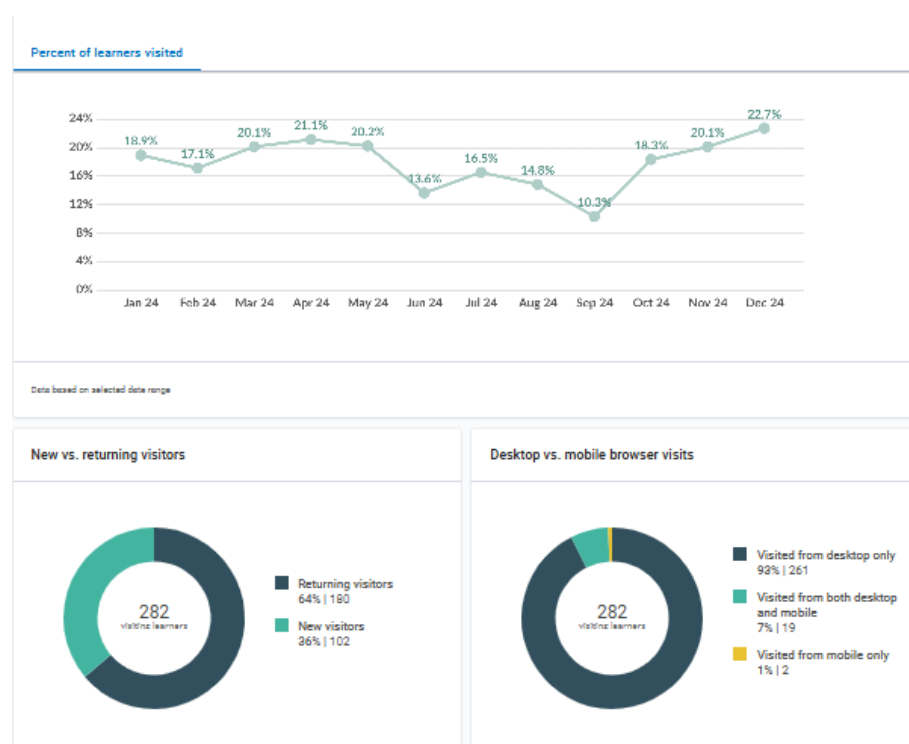 Percent of learners visited
24%
20%
16%
12%
8%
4%
0%
18.9%
17.1%
20.1%
21.1%
20.2%
13.6%
16.5%
14.8%
10.3%
18.3%
20.1%
22.7%
Jan 24 Feb 24 Mar 24 Apr 24 May 24 Jun 24 Jul 24 Aug 24 Sep 24 Oct 24 Nov 24 Dec 24
Data based on selected date range
New vs. returning visitors
282
visiting learners
Returning visitors
64% | 180
New visitors
36% | 102
Desktop vs. mobile browser visits
282
visiting learners
Visited from desktop only
93% | 261
Visited from both desktop
and mobile
7% | 19
Visited from mobile only
1% | 2